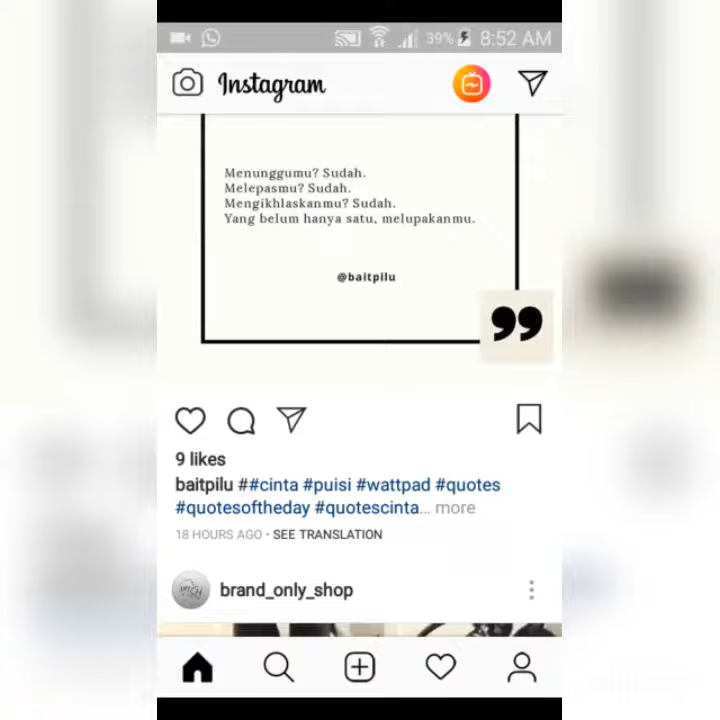 39% 8:52 AM
Instagram
Menunggumu? Sudah.
Melepasmu? Sudah.
Mengikhlaskanmu? Sudah.
Yang belum hanya satu, melupakanmu.
@baitpilu
”
9 likes
baitpilu ##cinta #puisi #wattpad #quotes
#quotesoftheday #quotescinta... more
18 HOURS AGO • SEE TRANSLATION
brand_only_shop